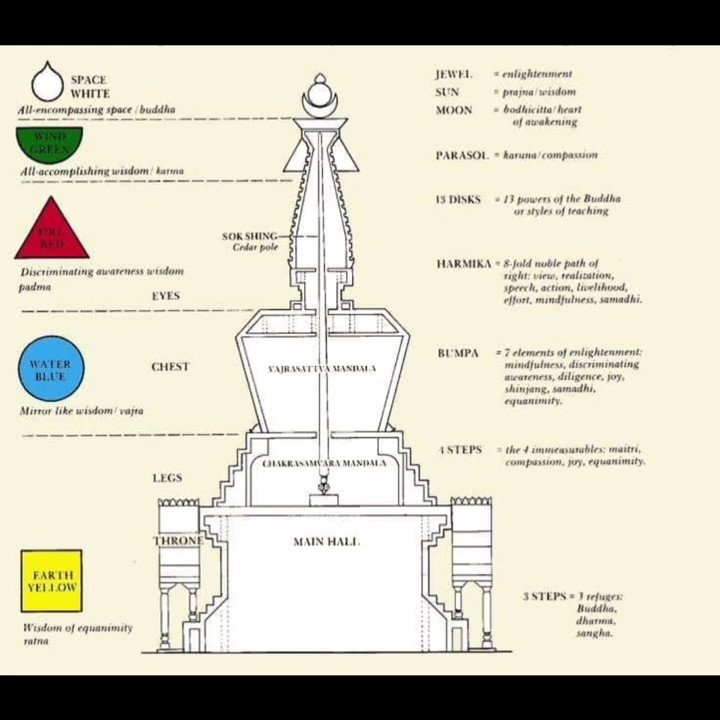 SPACE
WHITE
All-encompassing space / buddha
WIND
GREEN
All-accomplishing wisdom / karma
FIRE
RED
Discriminating awareness wisdom
padma
EYES
WATER
BLUE
CHEST
Mirror like wisdom / vajra
LEGS
THRONE
EARTH
YELLOW
Wisdom of equanimity
ratna
SOK SHING
Cedar pole
VAJRASATTVA MANDALA
CHAKRASAMVARA MANDALA
MAIN HALL
JEWEL = enlightenment
SUN = prajna/wisdom
MOON = bodhicitta/heart
of awakening
PARASOL = karuna/compassion
13 DISKS = 13 powers of the Buddha
or styles of teaching
HARMIKA = 8-fold noble path of
right: view, realization,
speech, action, livelihood,
effort, mindfulness, samadhi.
BUMPA = 7 elements of enlightenment:
mindfulness, discriminating
awareness, diligence, joy,
shinjang, samadhi,
equanimity.
4 STEPS = the 4 immeasurables: maitri,
compassion, joy, equanimity.
3 STEPS = 3 refuges:
Buddha,
dharma,
sangha.